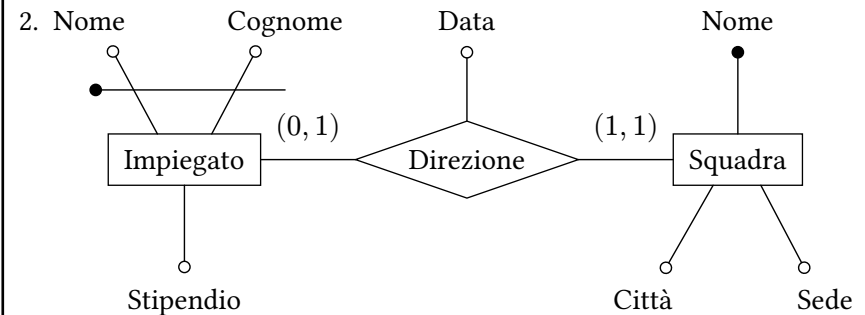 2. Nome Cognome Data Nome
(0, 1) (1, 1)
Impiegato Direzione Squadra
Stipendio Città Sede